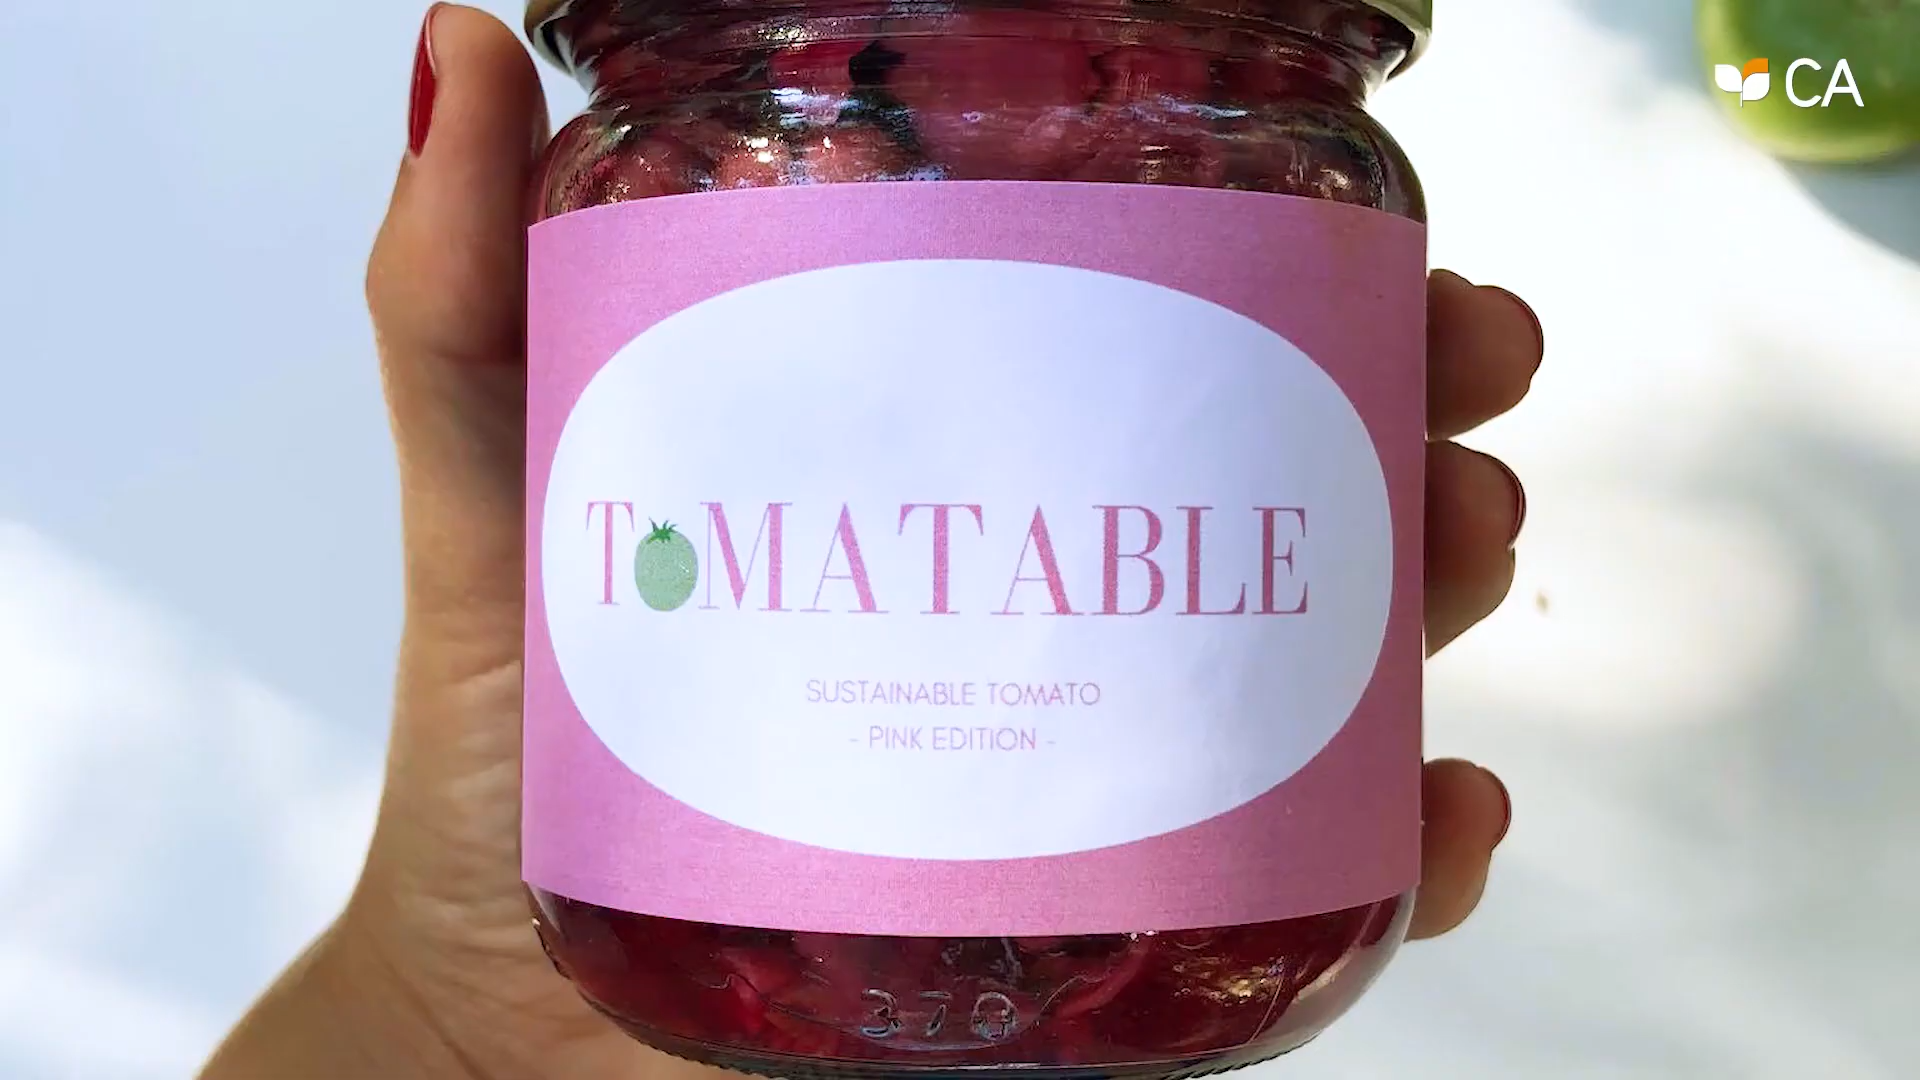 CA
TOMATABLE
SUSTAINABLE TOMATO
- PINK EDITION -
370